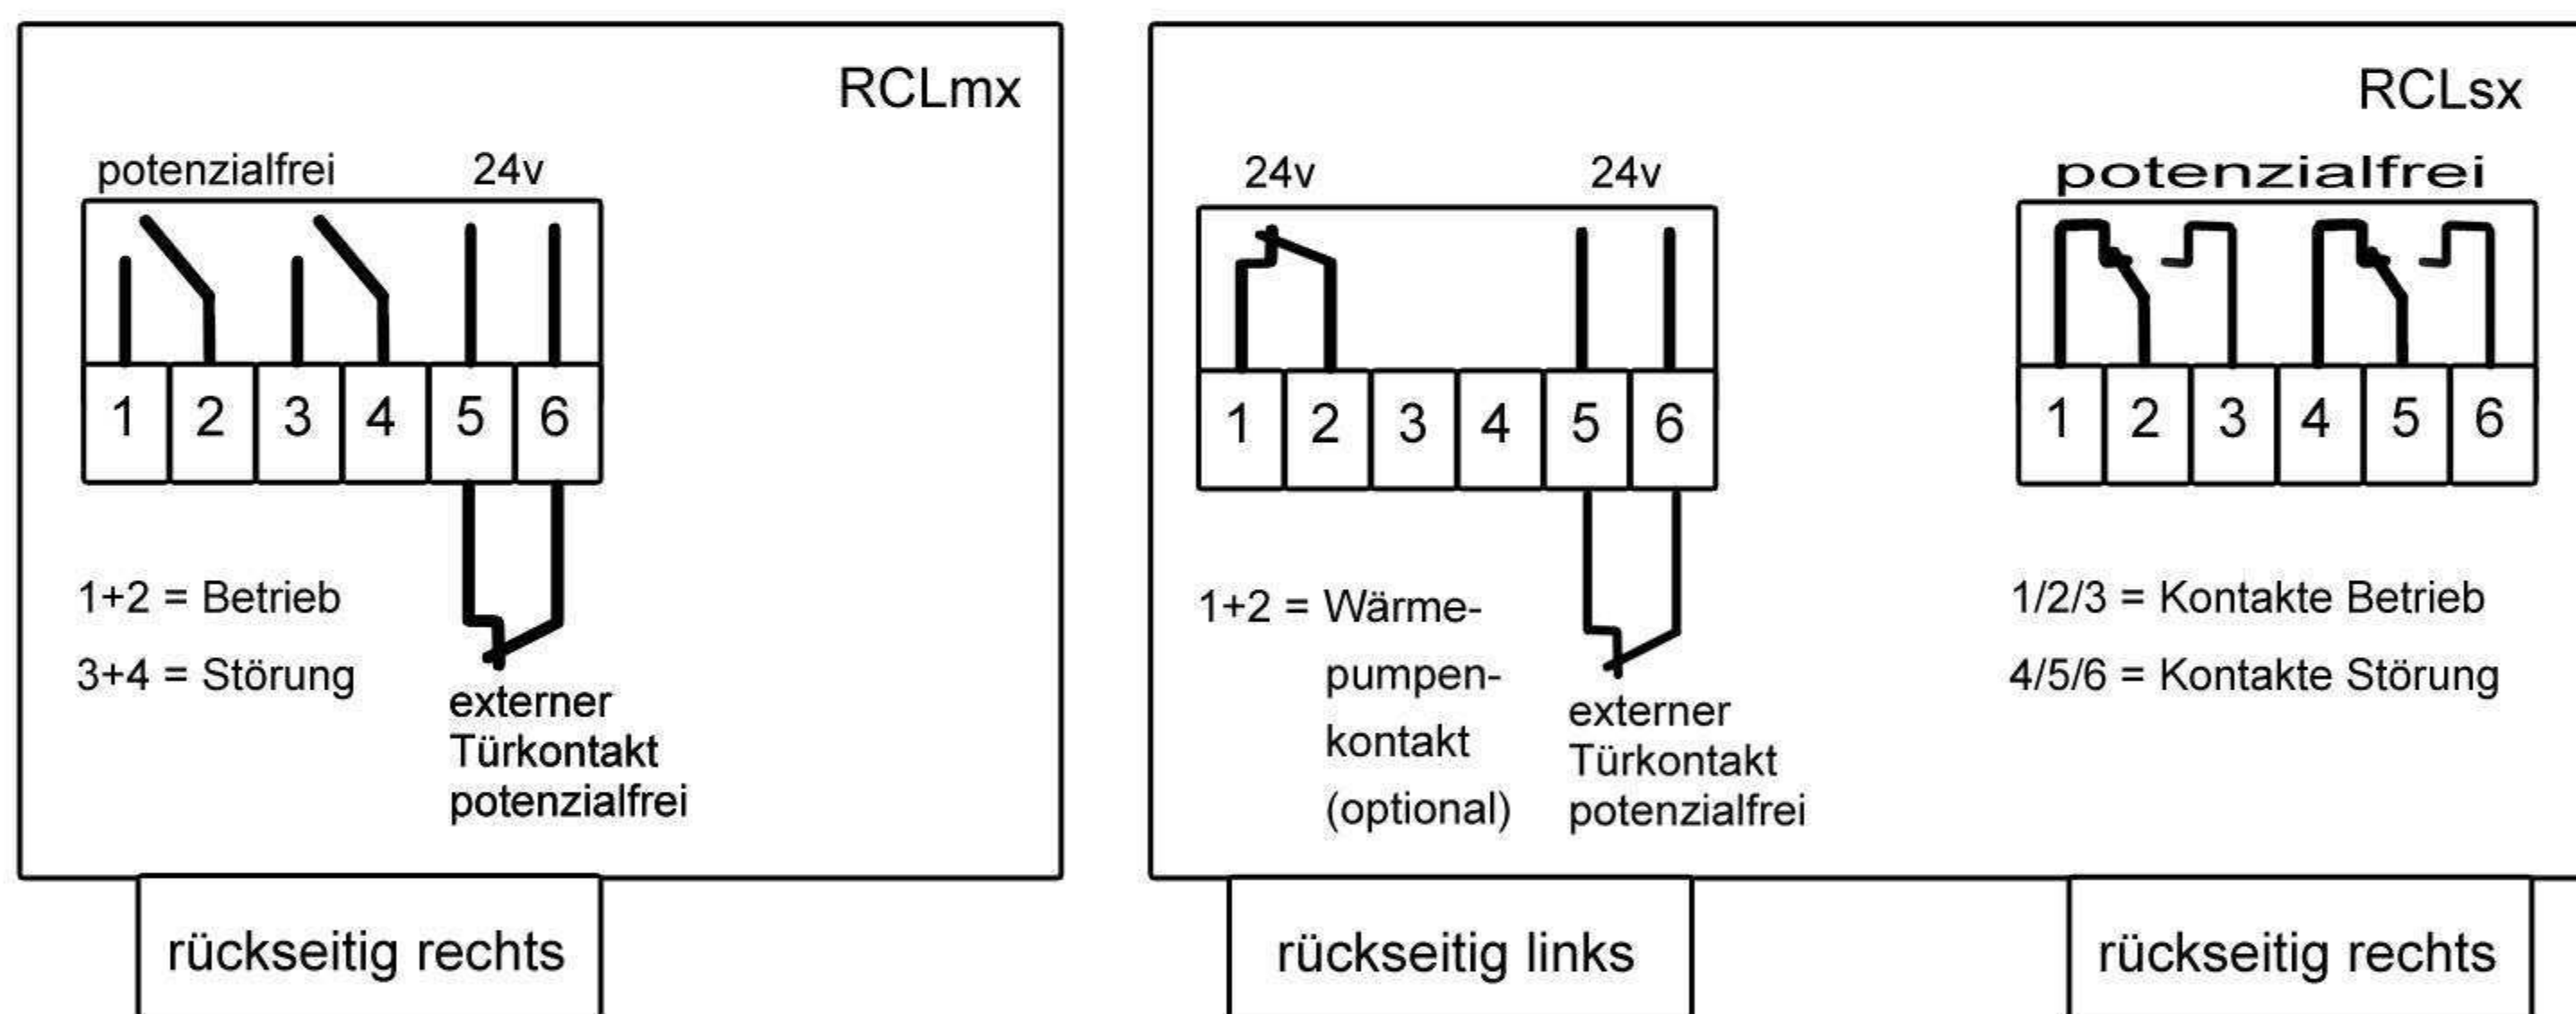 RCLmx
potenzialfrei 24v
1 2 3 4 5 6
1+2 = Betrieb
3+4 = Störung
externer
Türkontakt
potenzialfrei
rückseitig rechts
RCLsx
24v 24v
1 2 3 4 5 6
1+2 = Wärme-
pumpen-
kontakt
(optional)
externer
Türkontakt
potenzialfrei
rückseitig links
potenzialfrei
1 2 3 4 5 6
1/2/3 = Kontakte Betrieb
4/5/6 = Kontakte Störung
rückseitig rechts